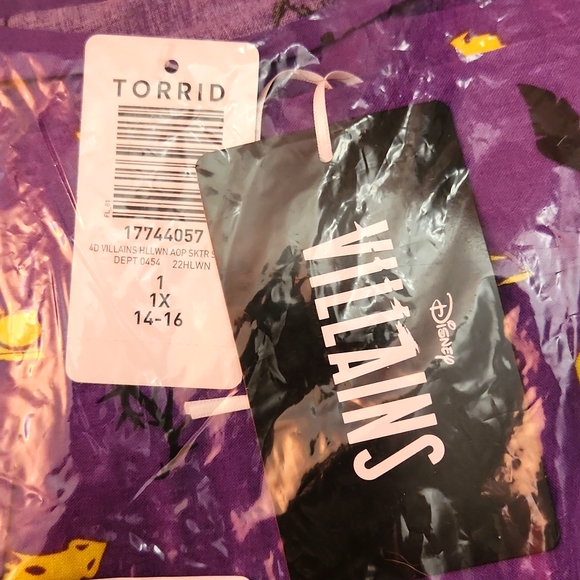 TORRID
17744057
4D VILLAINS HLLWN AOP SKTR S
DEPT 0454 22HLWN
1
1X
14-16
Disney
VILLAINS